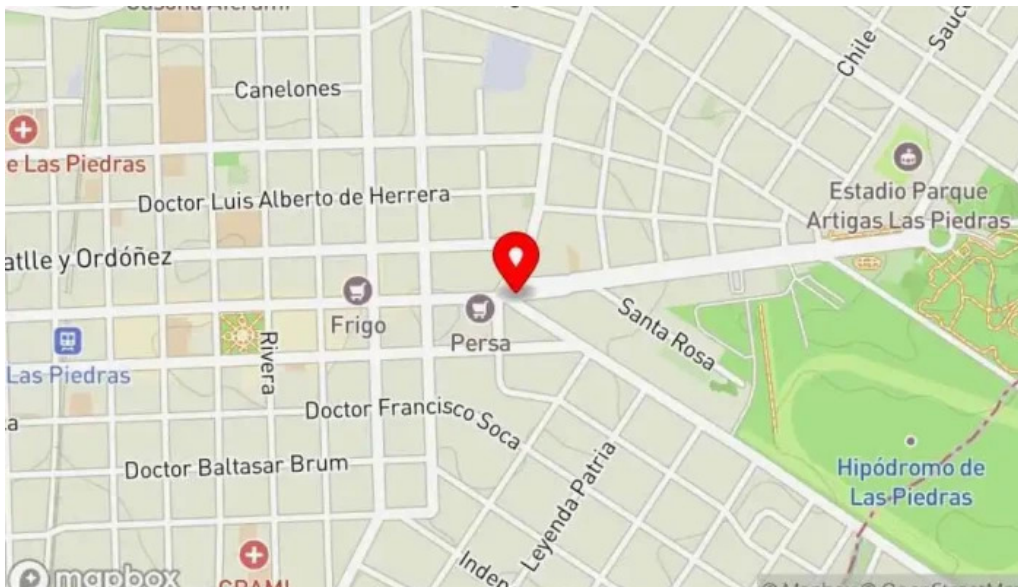 Canelones
Chile
e Las Piedras
Doctor Luis Alberto de Herrera
Estadio Parque
Artigas Las Piedras
atlle y Ordóñez
Frigo
Persa
Santa Rosa
Rivera
Las Piedras
Doctor Francisco Soca
Doctor Baltasar Brum
Leyenda Patria
Hipódromo de
Las Piedras
Indep
mapbox